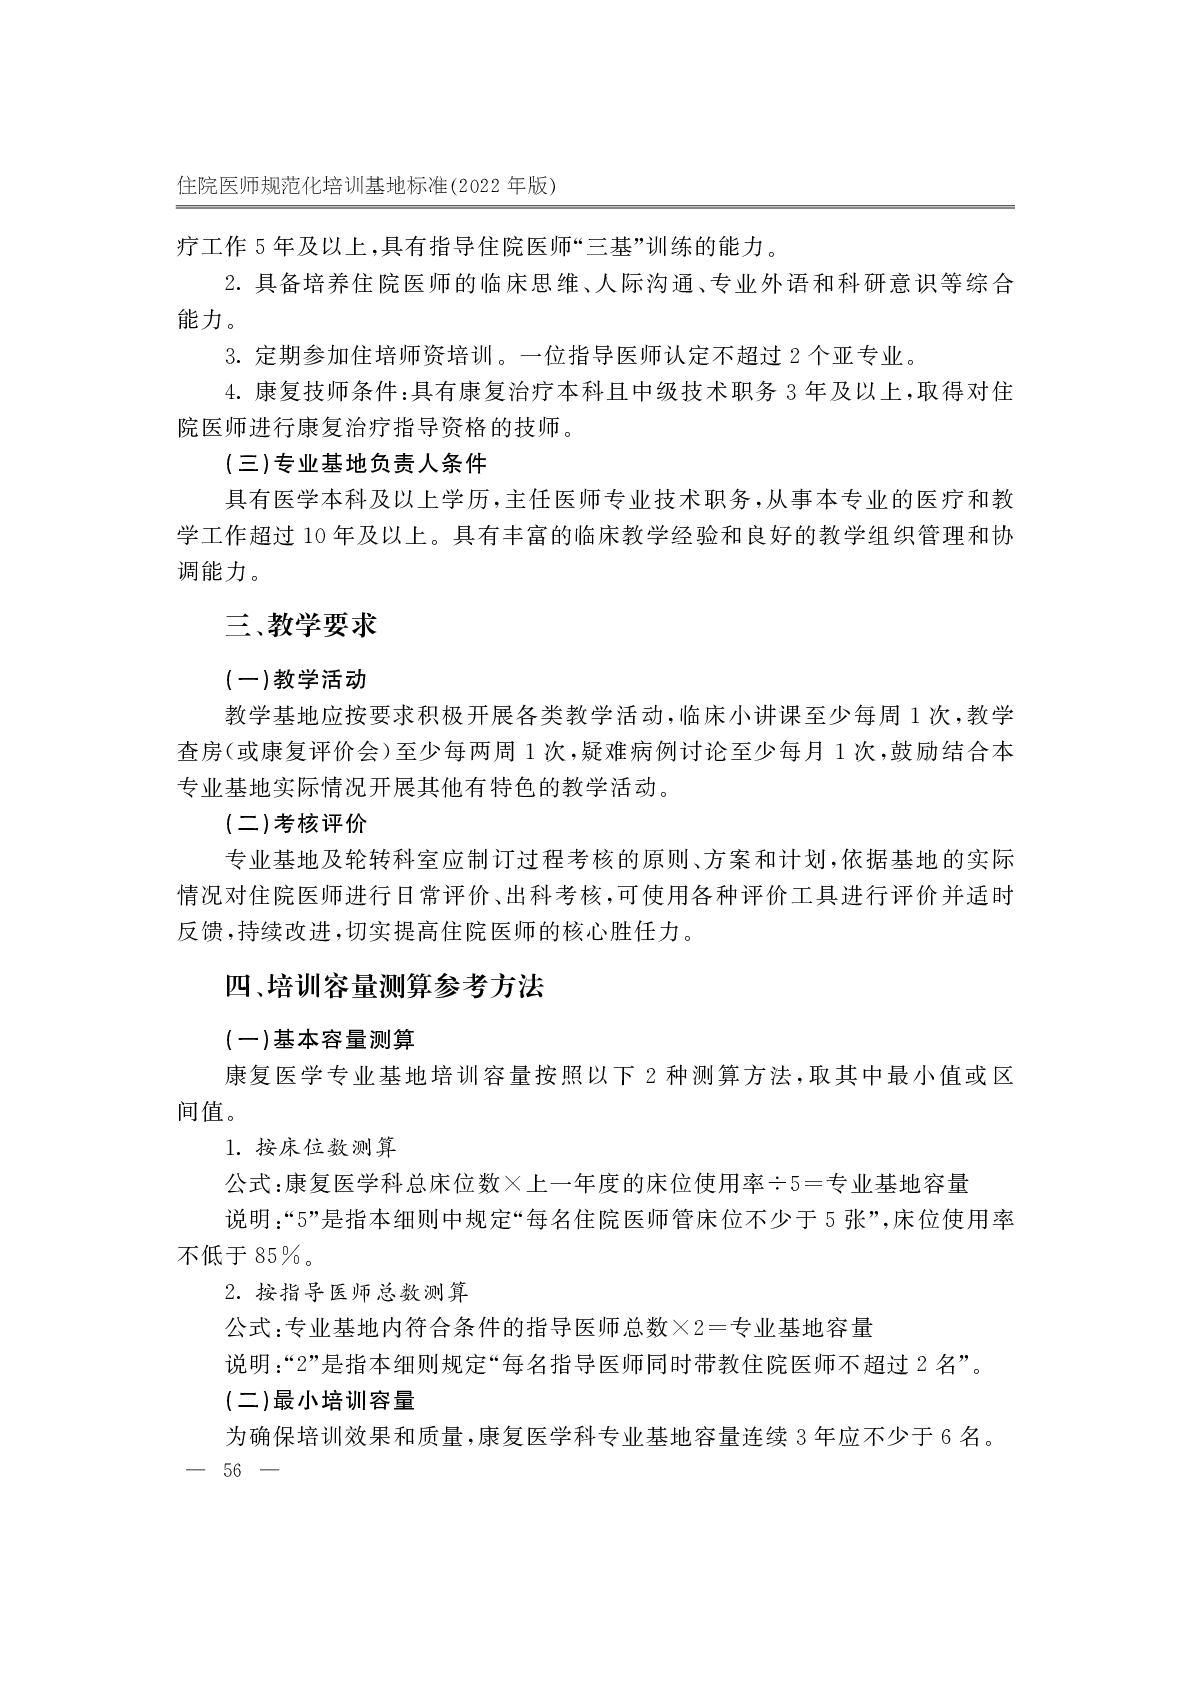 住院医师规范化培训基地标准(2022 年版)
疗工作 5 年及以上,具有指导住院医师“三基”训练的能力。
2. 具备培养住院医师的临床思维、人际沟通、专业外语和科研意识等综合
能力。
3. 定期参加住培师资培训。一位指导医师认定不超过 2 个亚专业。
4. 康复技师条件:具有康复治疗本科且中级技术职务 3 年及以上,取得对住
院医师进行康复治疗指导资格的技师。
(三)专业基地负责人条件
具有医学本科及以上学历,主任医师专业技术职务,从事本专业的医疗和教
学工作超过 10 年及以上。具有丰富的临床教学经验和良好的教学组织管理和协
调能力。
三、教学要求
(一)教学活动
教学基地应按要求积极开展各类教学活动,临床小讲课至少每周 1 次,教学
查房(或康复评价会)至少每两周 1 次,疑难病例讨论至少每月 1 次,鼓励结合本
专业基地实际情况开展其他有特色的教学活动。
(二)考核评价
专业基地及轮转科室应制订过程考核的原则、方案和计划,依据基地的实际
情况对住院医师进行日常评价、出科考核,可使用各种评价工具进行评价并适时
反馈,持续改进,切实提高住院医师的核心胜任力。
四、培训容量测算参考方法
(一)基本容量测算
康复医学专业基地培训容量按照以下 2 种测算方法,取其中最小值或区
间值。
1. 按床位数测算
公式:康复医学科总床位数×上一年度的床位使用率÷5=专业基地容量
说明:“5”是指本细则中规定“每名住院医师管床位不少于 5 张”,床位使用率
不低于 85%。
2. 按指导医师总数测算
公式:专业基地内符合条件的指导医师总数×2=专业基地容量
说明:“2”是指本细则规定“每名指导医师同时带教住院医师不超过 2 名”。
(二)最小培训容量
为确保培训效果和质量,康复医学科专业基地容量连续 3 年应不少于 6 名。
— 56 —